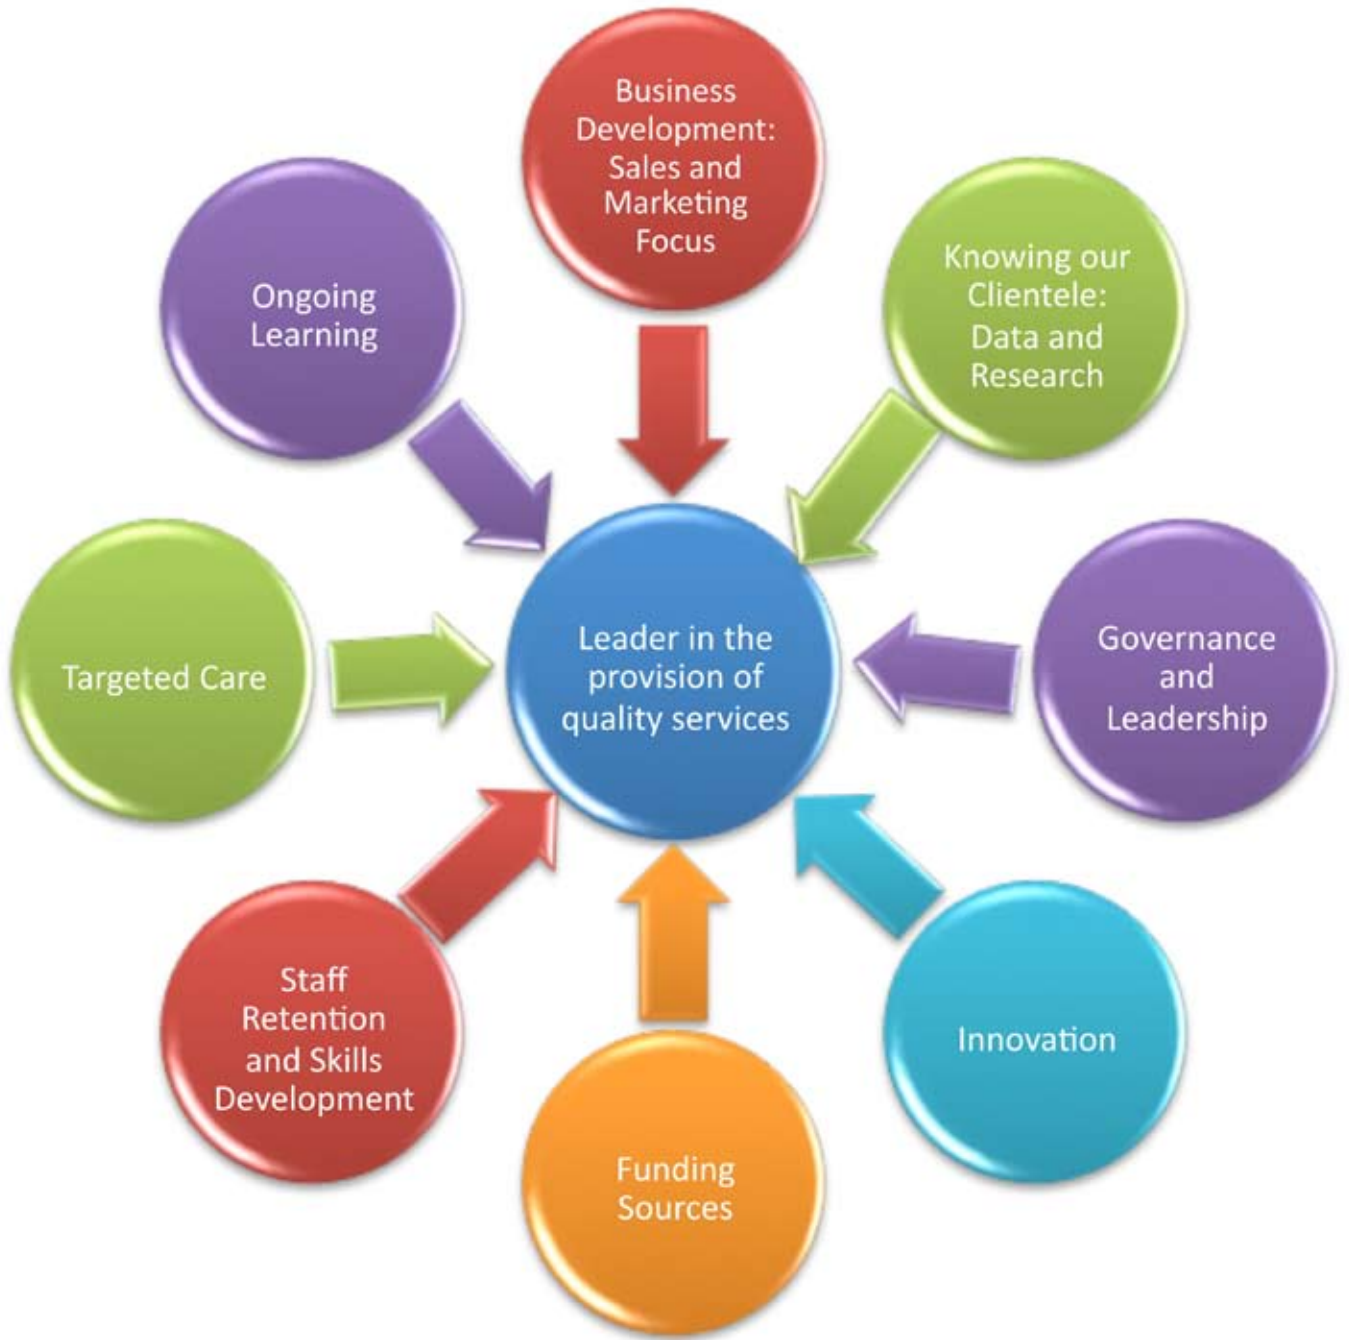 Business
Development:
Sales and
Marketing
Focus
Knowing our
Clientele:
Data and
Research
Governance
and
Leadership
Innovation
Funding
Sources
Staff
Retention
and Skills
Development
Targeted Care
Ongoing
Learning
Leader in the
provision of
quality services